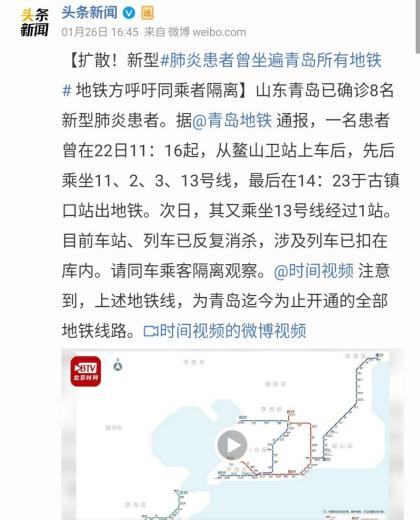 头条
新闻
头条新闻
01月26日 16:45 来自 微博 weibo.com
【扩散！新型#肺炎患者曾坐遍青岛所有地铁
# 地铁方呼吁同乘者隔离】山东青岛已确诊8名
新型肺炎患者。据@青岛地铁 通报，一名患者
曾在22日11：16起，从鳌山卫站上车后，先后
乘坐11、2、3、13号线，最后在14：23于古镇
口站出地铁。次日，其又乘坐13号线经过1站。
目前车站、列车已反复消杀，涉及列车已扣在
库内。请同车乘客隔离观察。@时间视频 注意
到，上述地铁线，为青岛迄今为止开通的全部
地铁线路。时间视频的微博视频
BTV
北京时间